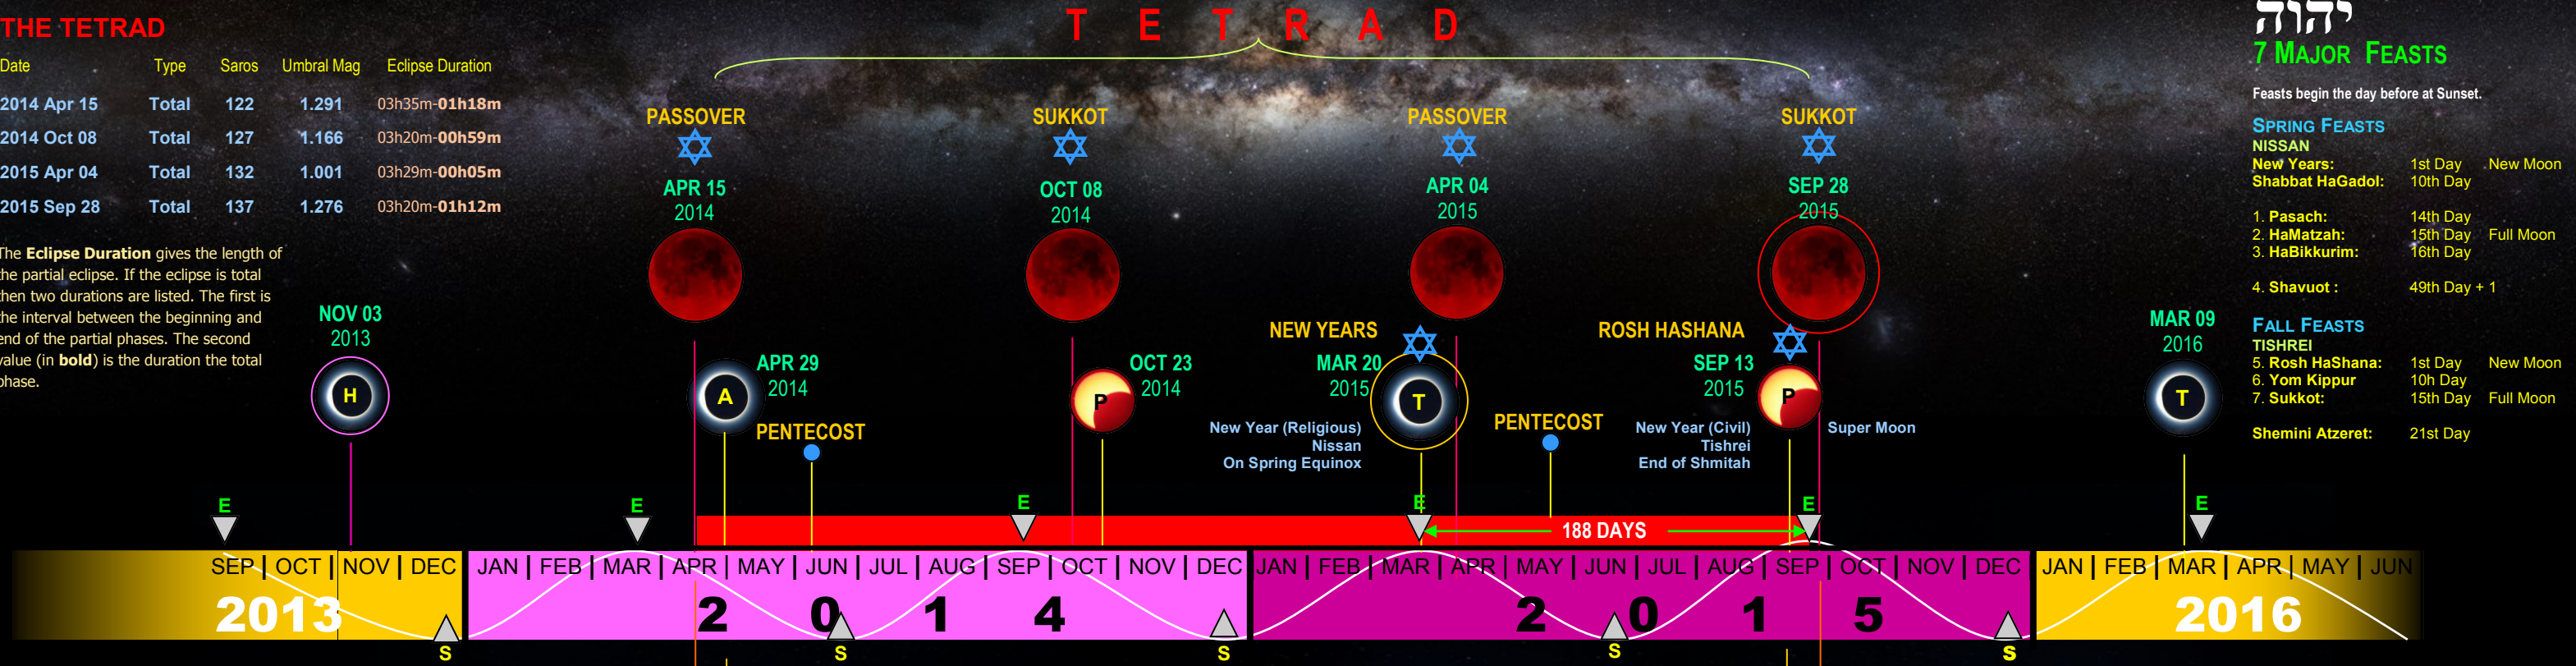 THE TETRAD
Date Type Saros Umbral Mag Eclipse Duration
2014 Apr 15 Total 122 1.291 03h35m-01h18m
2014 Oct 08 Total 127 1.166 03h20m-00h59m
2015 Apr 04 Total 132 1.001 03h29m-00h05m
2015 Sep 28 Total 137 1.276 03h20m-01h12m
The Eclipse Duration gives the length of
the partial eclipse. If the eclipse is total
then two durations are listed. The first is
the interval between the beginning and
end of the partial phases. The second
value (in bold) is the duration the total
phase.
T E T R A D
PASSOVER
APR 15
2014
SUKKOT
OCT 08
2014
PASSOVER
APR 04
2015
SUKKOT
SEP 28
2015
NOV 03
2013
H
APR 29
2014
A
PENTECOST
OCT 23
2014
P
NEW YEARS
MAR 20
2015
T
New Year (Religious)
Nissan
On Spring Equinox
PENTECOST
ROSH HASHANA
SEP 13
2015
P
New Year (Civil)
Tishrei
End of Shmitah
Super Moon
MAR 09
2016
T
יהוה
7 MAJOR FEASTS
Feasts begin the day before at Sunset.
SPRING FEASTS
NISSAN
New Years: 1st Day New Moon
Shabbat HaGadol: 10th Day
1. Pasach: 14th Day
2. HaMatzah: 15th Day Full Moon
3. HaBikkurim: 16th Day
4. Shavuot : 49th Day + 1
FALL FEASTS
TISHREI
5. Rosh HaShana: 1st Day New Moon
6. Yom Kippur 10h Day
7. Sukkot: 15th Day Full Moon
Shemini Atzeret: 21st Day
E E E E E E
188 DAYS
SEP | OCT | NOV | DEC JAN | FEB | MAR | APR | MAY | JUN | JUL | AUG | SEP | OCT | NOV | DEC JAN | FEB | MAR | APR | MAY | JUN | JUL | AUG | SEP | OCT | NOV | DEC JAN | FEB | MAR | APR | MAY | JUN
2013 2 0 1 4 2 0 1 5 2016
S S S S S